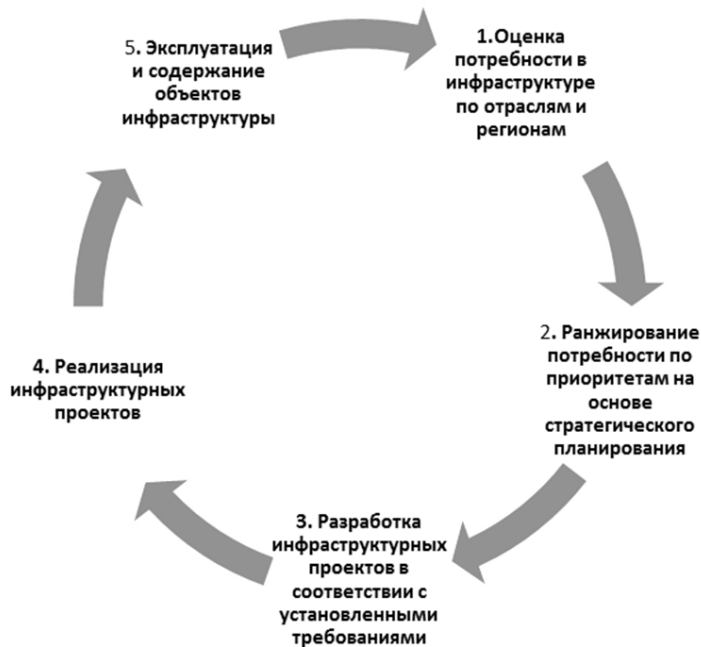 1.Оценка
потребности в
инфраструктуре
по отраслям и
регионам
2. Ранжирование
потребности по
приоритетам на
основе
стратегического
планирования
3. Разработка
инфраструктурных
проектов в
соответствии с
установленными
требованиями
4. Реализация
инфраструктурных
проектов
5. Эксплуатация
и содержание
объектов
инфраструктуры